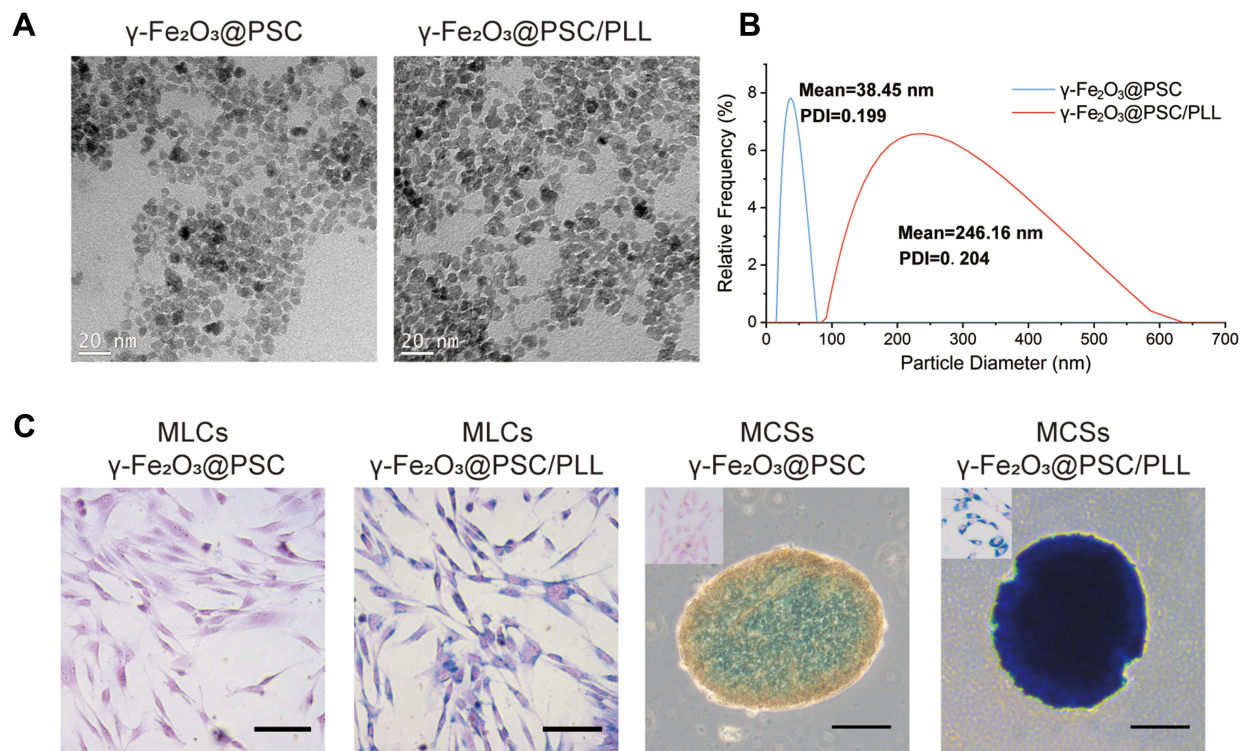 A
γ-Fe₂O₃@PSC
γ-Fe₂O₃@PSC/PLL
20 nm
20 nm
B
Relative Frequency (%)
8
6
4
2
0
Mean=38.45 nm
PDI=0.199
γ-Fe₂O₃@PSC
γ-Fe₂O₃@PSC/PLL
Mean=246.16 nm
PDI=0. 204
0 100 200 300 400 500 600 700
Particle Diameter (nm)
C
MLCs
γ-Fe₂O₃@PSC
MLCs
γ-Fe₂O₃@PSC/PLL
MCSs
γ-Fe₂O₃@PSC
MCSs
γ-Fe₂O₃@PSC/PLL